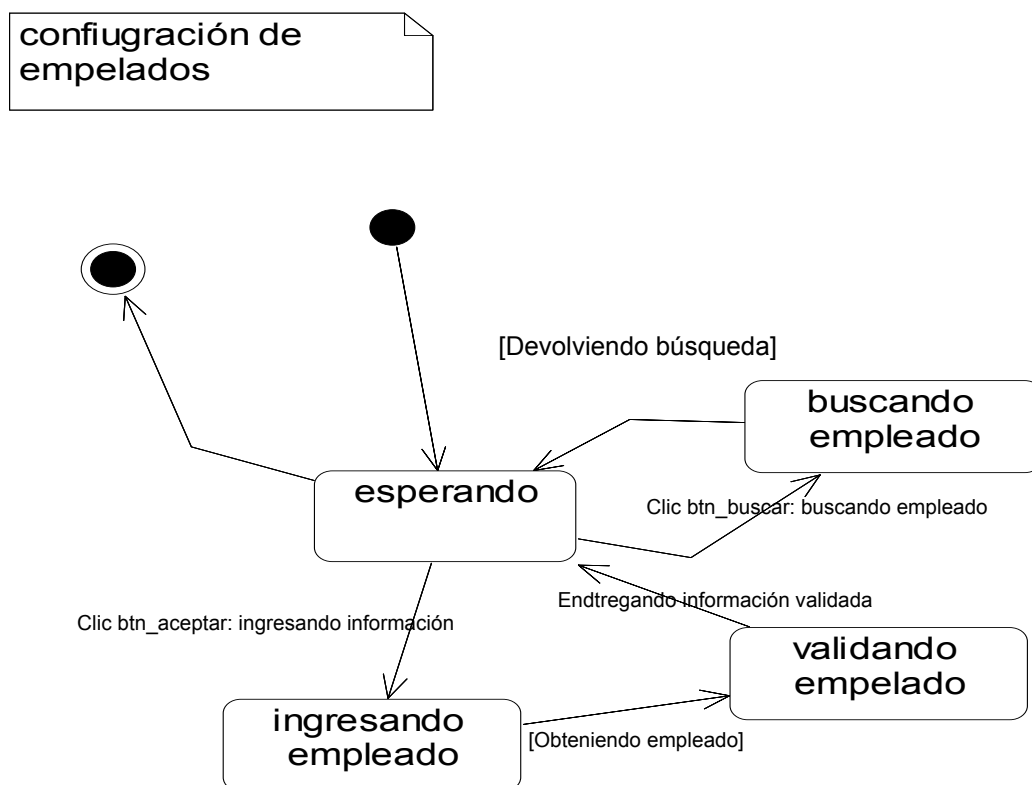 confiugración de
empelados
[Devolviendo búsqueda]
buscando
empleado
esperando
Clic btn_buscar: buscando empleado
Endtregando información validada
Clic btn_aceptar: ingresando información
validando
empelado
ingresando
empleado
[Obteniendo empleado]